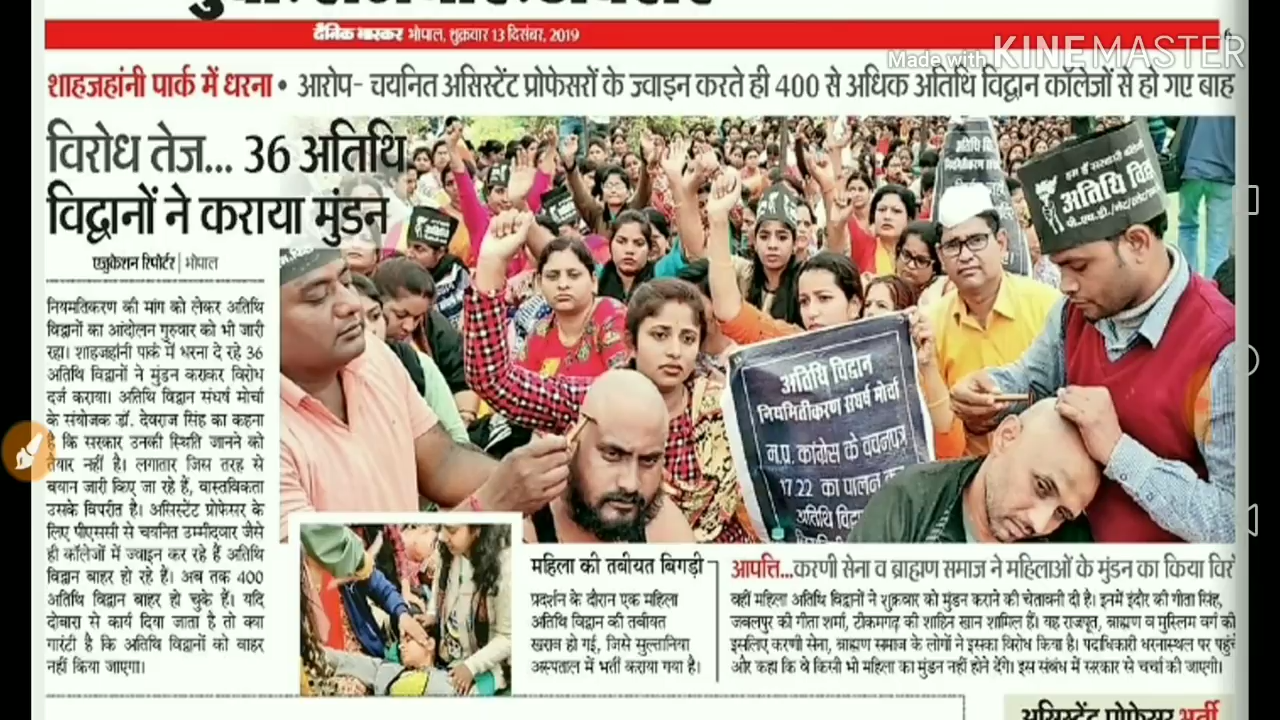 दैनिक भास्कर भोपाल, शुक्रवार 13 दिसंबर, 2019
Made with KINEMASTER
शाहजहांनी पार्क में धरना • आरोप- चयनित असिस्टेंट प्रोफेसरों के ज्वाइन करते ही 400 से अधिक अतिथि विद्वान कॉलेजों से हो गए बाह
विरोध तेज... 36 अतिथि
विद्वानों ने कराया मुंडन
एजुकेशन रिपोर्टर | भोपाल
नियमितिकरण की मांग को लेकर अतिथि
विद्वानों का आंदोलन गुरुवार को भी जारी
रहा। शाहजहांनी पार्क में धरना दे रहे 36
अतिथि विद्वानों ने मुंडन कराकर विरोध
दर्ज कराया। अतिथि विद्वान संघर्ष मोर्चा
के संयोजक डॉ. देवराज सिंह का कहना
है कि सरकार उनकी स्थिति जानने को
तैयार नहीं है। लगातार जिस तरह से
बयान जारी किए जा रहे हैं, वास्तविकता
उसके विपरीत है। असिस्टेंट प्रोफेसर के
लिए पीएससी से चयनित उम्मीदवार जैसे
ही कॉलेजों में ज्वाइन कर रहे हैं अतिथि
विद्वान बाहर हो रहे हैं। अब तक 400
अतिथि विद्वान बाहर हो चुके हैं। यदि
दोबारा से कार्य दिया जाता है तो क्या
गारंटी है कि अतिथि विद्वानों को बाहर
नहीं किया जाएगा।
अतिथि विद्वान
नियमितीकरण संघर्ष मोर्चा
म.प्र. कांग्रेस के वचनपत्र
17.22 का पालन
अतिथि
अतिथि
महिला की तबीयत बिगड़ी
प्रदर्शन के दौरान एक महिला
अतिथि विद्वान की तबीयत
खराब हो गई, जिसे सुल्तानिया
अस्पताल में भर्ती कराया गया है।
आपत्ति...करणी सेना व ब्राह्मण समाज ने महिलाओं के मुंडन का किया विरो
वहीं महिला अतिथि विद्वानों ने शुक्रवार को मुंडन कराने की चेतावनी दी है। इनमें इंदौर की गीता सिंह,
जबलपुर की गीता शर्मा, टीकमगढ़ की शाहिन खान शामिल हैं। यह राजपूत, ब्राह्मण व मुस्लिम वर्ग की
इसलिए करणी सेना, ब्राह्मण समाज के लोगों ने इसका विरोध किया है। पदाधिकारी धरनास्थल पर पहुंचे
और कहा कि वे किसी भी महिला का मुंडन नहीं होने देंगे। इस संबंध में सरकार से चर्चा की जाएगी।
असिस्टेंट प्रोफेसर भर्ती